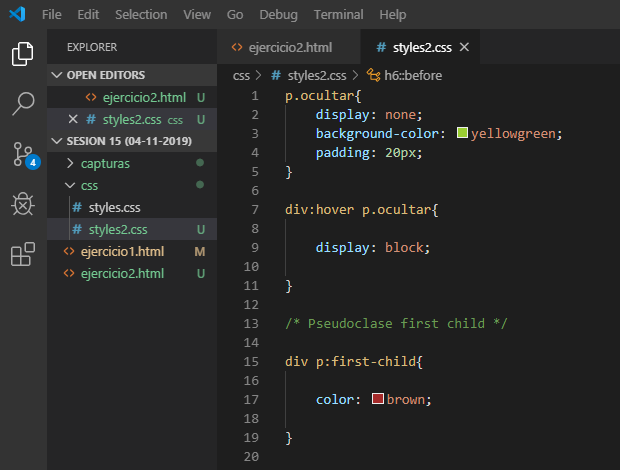 File Edit Selection View Go Debug Terminal Help
EXPLORER
OPEN EDITORS
ejercicio2.html U
styles2.css css U
SESION 15 (04-11-2019)
capturas
css
styles.css
styles2.css U
ejercicio1.html M
ejercicio2.html U
4
ejercicio2.html styles2.css
css > styles2.css > h6::before
1 p.ocultar{
2 display: none;
3 background-color: yellowgreen;
4 padding: 20px;
5 }
6
7 div:hover p.ocultar{
8
9 display: block;
10
11 }
12
13 /* Pseudoclase first child */
14
15 div p:first-child{
16
17 color: brown;
18
19 }
20